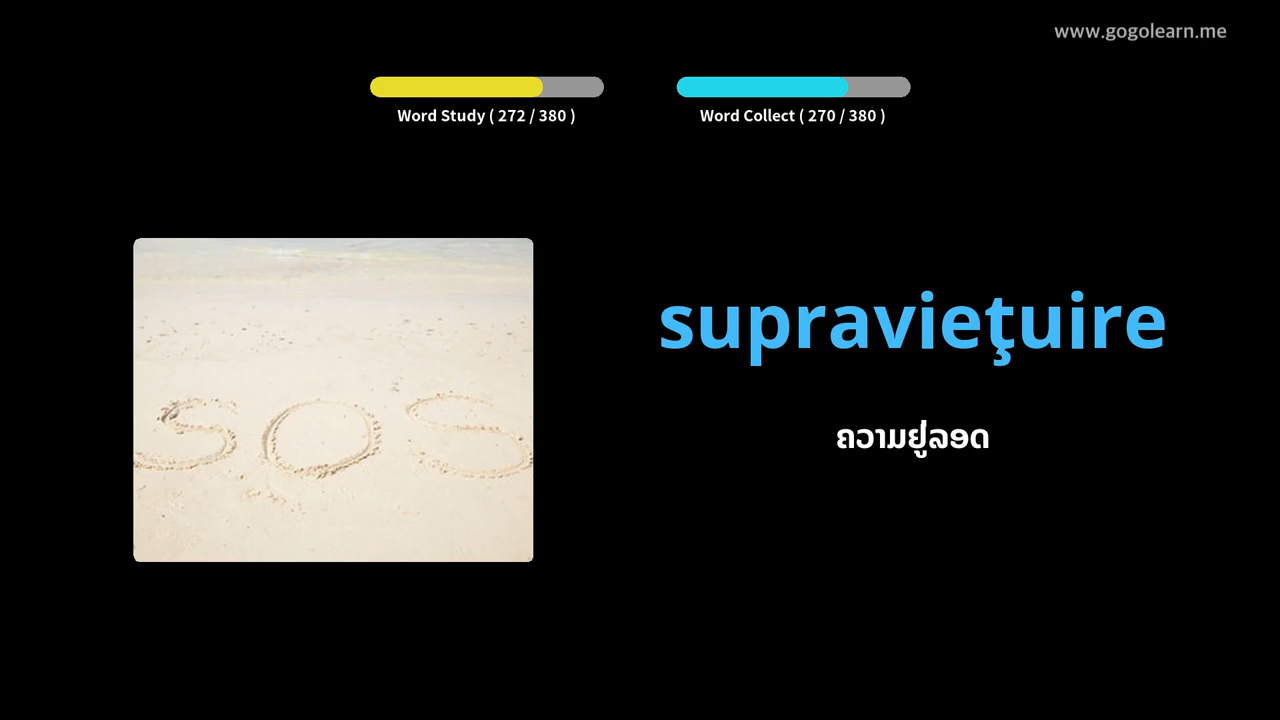 www.gogolearn.me
Word Study ( 272 / 380 )
Word Collect ( 270 / 380 )
SOS
supravieţuire
ຄວາມຢູ່ລອດ